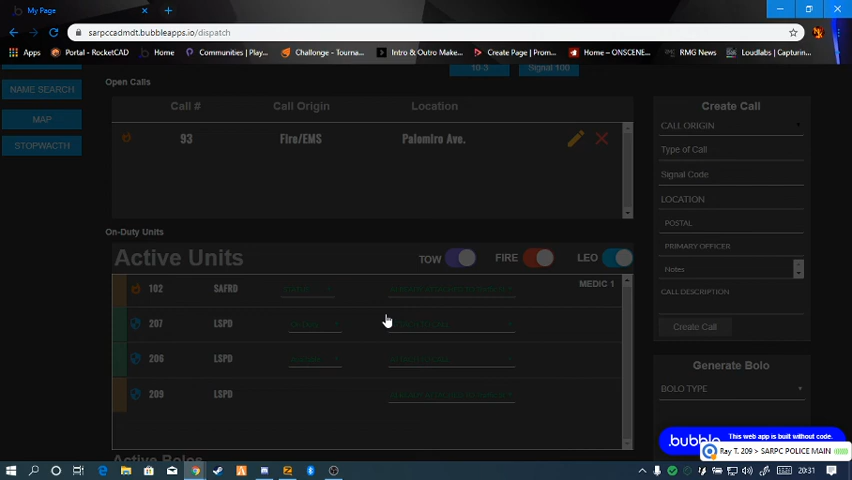 My Page
sarpccadmdt.bubbleapps.io/dispatch
Apps
Portal - RocketCAD
Home
Communities | Play...
Challonge - Tourna...
Intro & Outro Make...
Create Page | Prom...
Home – ONSCENE...
RMG News
Loudlabs | Capturin...
10-3
Signal 100
NAME SEARCH
MAP
STOPWACTH
Open Calls
Call #
Call Origin
Location
93
Fire/EMS
Palomiro Ave.
On-Duty Units
Active Units
TOW
FIRE
LEO
102
SAFRD
MEDIC 1
207
LSPD
206
LSPD
209
LSPD
Active Bolos
Create Call
CALL ORIGIN
Type of Call
Signal Code
LOCATION
POSTAL
PRIMARY OFFICER
Notes
CALL DESCRIPTION
Create Call
Generate Bolo
BOLO TYPE
.bubble
This web app is built without code.
Ray T. 209 > SARPC POLICE MAIN
20:31